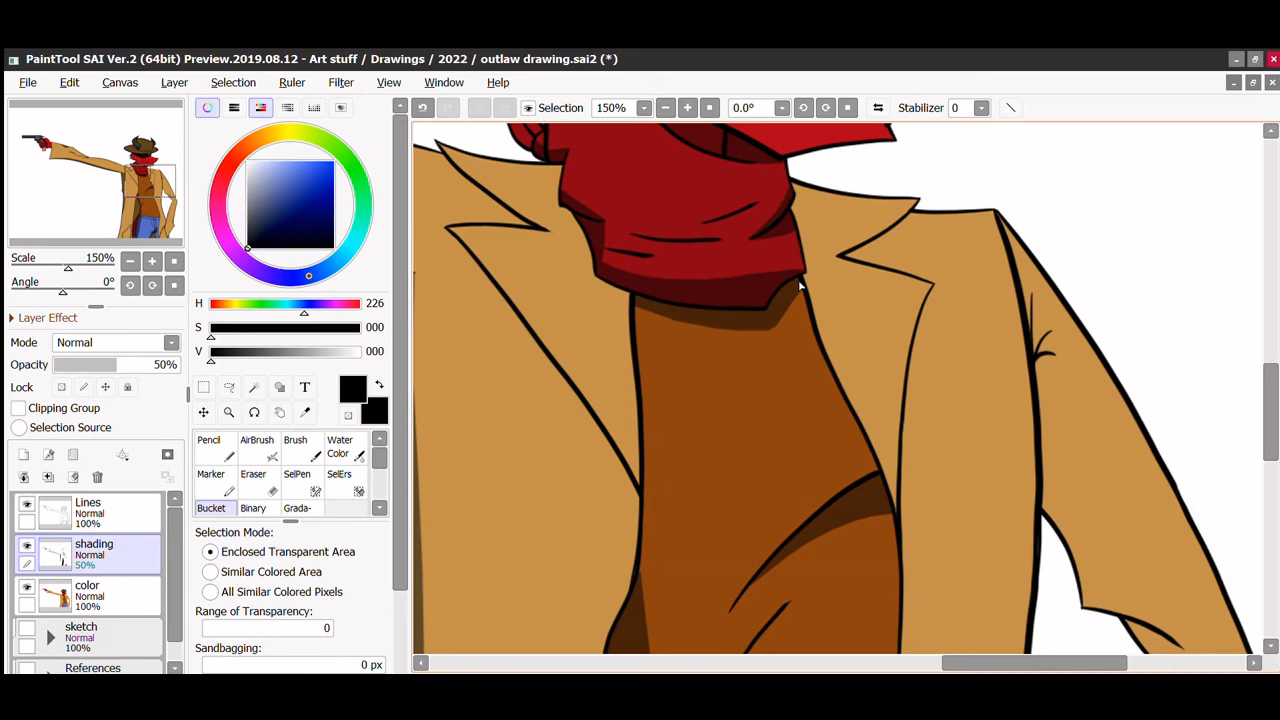 PaintTool SAI Ver.2 (64bit) Preview.2019.08.12 - Art stuff / Drawings / 2022 / outlaw drawing.sai2 (*)
File Edit Canvas Layer Selection Ruler Filter View Window Help
Selection 150% 0.0° Stabilizer 0
Scale 150%
Angle 0°
Layer Effect
Mode Normal
Opacity 50%
Lock
Clipping Group
Selection Source
Lines
Normal
100%
shading
Normal
50%
color
Normal
100%
sketch
Normal
100%
References
H 226
S 000
V 000
T
Pencil AirBrush Brush Water Color
Marker Eraser SelPen SelErs
Bucket Binary Grada-
Selection Mode:
Enclosed Transparent Area
Similar Colored Area
All Similar Colored Pixels
Range of Transparency:
0
Sandbagging:
0 px